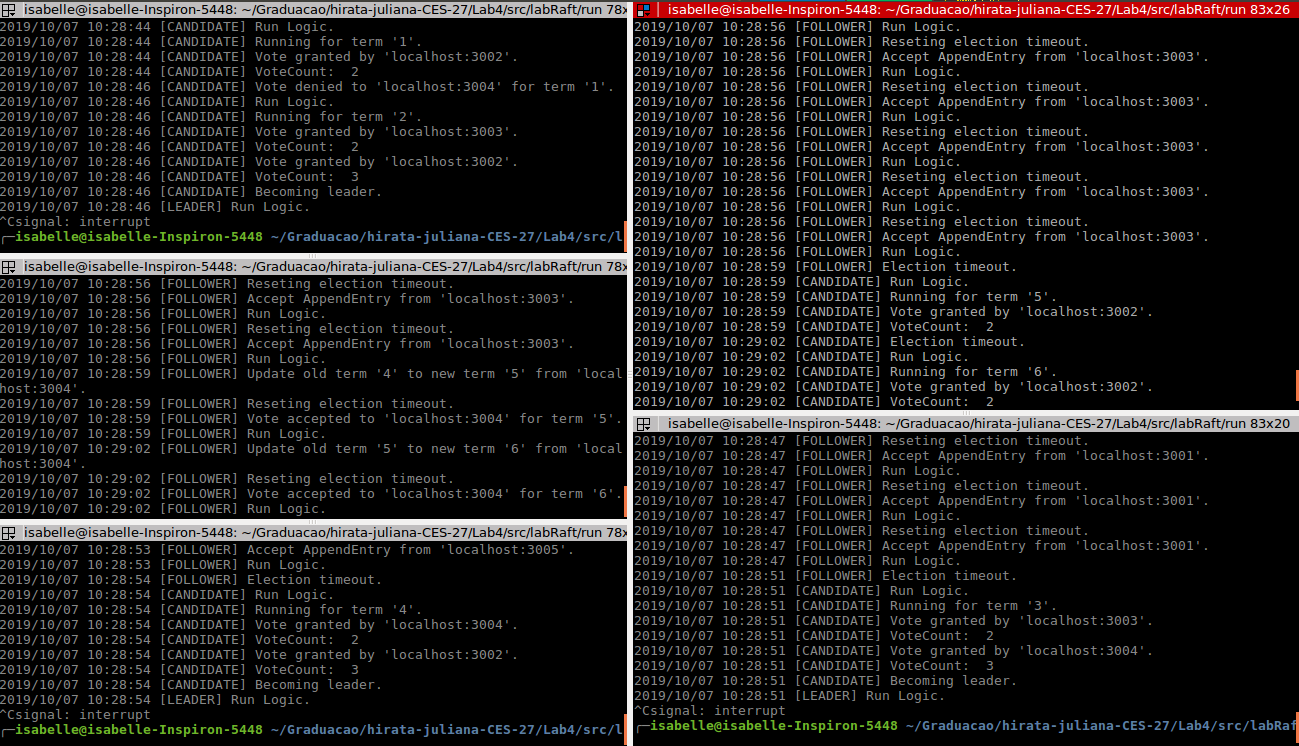 isabelle@isabelle-Inspiron-5448: ~/Graduacao/hirata-juliana-CES-27/Lab4/src/labRaft/run 78x
2019/10/07 10:28:44 [CANDIDATE] Run Logic.
2019/10/07 10:28:44 [CANDIDATE] Running for term '1'.
2019/10/07 10:28:44 [CANDIDATE] Vote granted by 'localhost:3002'.
2019/10/07 10:28:44 [CANDIDATE] VoteCount:  2
2019/10/07 10:28:46 [CANDIDATE] Vote denied to 'localhost:3004' for term '1'.
2019/10/07 10:28:46 [CANDIDATE] Run Logic.
2019/10/07 10:28:46 [CANDIDATE] Running for term '2'.
2019/10/07 10:28:46 [CANDIDATE] Vote granted by 'localhost:3003'.
2019/10/07 10:28:46 [CANDIDATE] VoteCount:  2
2019/10/07 10:28:46 [CANDIDATE] Vote granted by 'localhost:3002'.
2019/10/07 10:28:46 [CANDIDATE] VoteCount:  3
2019/10/07 10:28:46 [CANDIDATE] Becoming leader.
2019/10/07 10:28:46 [LEADER] Run Logic.
^Csignal: interrupt
isabelle@isabelle-Inspiron-5448 ~/Graduacao/hirata-juliana-CES-27/Lab4/src/l
isabelle@isabelle-Inspiron-5448: ~/Graduacao/hirata-juliana-CES-27/Lab4/src/labRaft/run 78x
2019/10/07 10:28:56 [FOLLOWER] Reseting election timeout.
2019/10/07 10:28:56 [FOLLOWER] Accept AppendEntry from 'localhost:3003'.
2019/10/07 10:28:56 [FOLLOWER] Run Logic.
2019/10/07 10:28:56 [FOLLOWER] Reseting election timeout.
2019/10/07 10:28:56 [FOLLOWER] Accept AppendEntry from 'localhost:3003'.
2019/10/07 10:28:56 [FOLLOWER] Run Logic.
2019/10/07 10:28:59 [FOLLOWER] Update old term '4' to new term '5' from 'local
host:3004'.
2019/10/07 10:28:59 [FOLLOWER] Reseting election timeout.
2019/10/07 10:28:59 [FOLLOWER] Vote accepted to 'localhost:3004' for term '5'.
2019/10/07 10:28:59 [FOLLOWER] Run Logic.
2019/10/07 10:29:02 [FOLLOWER] Update old term '5' to new term '6' from 'local
host:3004'.
2019/10/07 10:29:02 [FOLLOWER] Reseting election timeout.
2019/10/07 10:29:02 [FOLLOWER] Vote accepted to 'localhost:3004' for term '6'.
2019/10/07 10:29:02 [FOLLOWER] Run Logic.
isabelle@isabelle-Inspiron-5448: ~/Graduacao/hirata-juliana-CES-27/Lab4/src/labRaft/run 78x
2019/10/07 10:28:53 [FOLLOWER] Accept AppendEntry from 'localhost:3005'.
2019/10/07 10:28:53 [FOLLOWER] Run Logic.
2019/10/07 10:28:54 [FOLLOWER] Election timeout.
2019/10/07 10:28:54 [CANDIDATE] Run Logic.
2019/10/07 10:28:54 [CANDIDATE] Running for term '4'.
2019/10/07 10:28:54 [CANDIDATE] Vote granted by 'localhost:3004'.
2019/10/07 10:28:54 [CANDIDATE] VoteCount:  2
2019/10/07 10:28:54 [CANDIDATE] Vote granted by 'localhost:3002'.
2019/10/07 10:28:54 [CANDIDATE] VoteCount:  3
2019/10/07 10:28:54 [CANDIDATE] Becoming leader.
2019/10/07 10:28:54 [LEADER] Run Logic.
^Csignal: interrupt
isabelle@isabelle-Inspiron-5448 ~/Graduacao/hirata-juliana-CES-27/Lab4/src/l
isabelle@isabelle-Inspiron-5448: ~/Graduacao/hirata-juliana-CES-27/Lab4/src/labRaft/run 83x26
2019/10/07 10:28:56 [FOLLOWER] Run Logic.
2019/10/07 10:28:56 [FOLLOWER] Reseting election timeout.
2019/10/07 10:28:56 [FOLLOWER] Accept AppendEntry from 'localhost:3003'.
2019/10/07 10:28:56 [FOLLOWER] Run Logic.
2019/10/07 10:28:56 [FOLLOWER] Reseting election timeout.
2019/10/07 10:28:56 [FOLLOWER] Accept AppendEntry from 'localhost:3003'.
2019/10/07 10:28:56 [FOLLOWER] Run Logic.
2019/10/07 10:28:56 [FOLLOWER] Reseting election timeout.
2019/10/07 10:28:56 [FOLLOWER] Accept AppendEntry from 'localhost:3003'.
2019/10/07 10:28:56 [FOLLOWER] Run Logic.
2019/10/07 10:28:56 [FOLLOWER] Reseting election timeout.
2019/10/07 10:28:56 [FOLLOWER] Accept AppendEntry from 'localhost:3003'.
2019/10/07 10:28:56 [FOLLOWER] Run Logic.
2019/10/07 10:28:56 [FOLLOWER] Reseting election timeout.
2019/10/07 10:28:56 [FOLLOWER] Accept AppendEntry from 'localhost:3003'.
2019/10/07 10:28:56 [FOLLOWER] Run Logic.
2019/10/07 10:28:59 [FOLLOWER] Election timeout.
2019/10/07 10:28:59 [CANDIDATE] Run Logic.
2019/10/07 10:28:59 [CANDIDATE] Running for term '5'.
2019/10/07 10:28:59 [CANDIDATE] Vote granted by 'localhost:3002'.
2019/10/07 10:28:59 [CANDIDATE] VoteCount:  2
2019/10/07 10:29:02 [CANDIDATE] Election timeout.
2019/10/07 10:29:02 [CANDIDATE] Run Logic.
2019/10/07 10:29:02 [CANDIDATE] Running for term '6'.
2019/10/07 10:29:02 [CANDIDATE] Vote granted by 'localhost:3002'.
2019/10/07 10:29:02 [CANDIDATE] VoteCount:  2
isabelle@isabelle-Inspiron-5448: ~/Graduacao/hirata-juliana-CES-27/Lab4/src/labRaft/run 83x20
2019/10/07 10:28:47 [FOLLOWER] Reseting election timeout.
2019/10/07 10:28:47 [FOLLOWER] Accept AppendEntry from 'localhost:3001'.
2019/10/07 10:28:47 [FOLLOWER] Run Logic.
2019/10/07 10:28:47 [FOLLOWER] Reseting election timeout.
2019/10/07 10:28:47 [FOLLOWER] Accept AppendEntry from 'localhost:3001'.
2019/10/07 10:28:47 [FOLLOWER] Run Logic.
2019/10/07 10:28:47 [FOLLOWER] Reseting election timeout.
2019/10/07 10:28:47 [FOLLOWER] Accept AppendEntry from 'localhost:3001'.
2019/10/07 10:28:47 [FOLLOWER] Run Logic.
2019/10/07 10:28:51 [FOLLOWER] Election timeout.
2019/10/07 10:28:51 [CANDIDATE] Run Logic.
2019/10/07 10:28:51 [CANDIDATE] Running for term '3'.
2019/10/07 10:28:51 [CANDIDATE] Vote granted by 'localhost:3003'.
2019/10/07 10:28:51 [CANDIDATE] VoteCount:  2
2019/10/07 10:28:51 [CANDIDATE] Vote granted by 'localhost:3004'.
2019/10/07 10:28:51 [CANDIDATE] VoteCount:  3
2019/10/07 10:28:51 [CANDIDATE] Becoming leader.
2019/10/07 10:28:51 [LEADER] Run Logic.
^Csignal: interrupt
isabelle@isabelle-Inspiron-5448 ~/Graduacao/hirata-juliana-CES-27/Lab4/src/labRaf